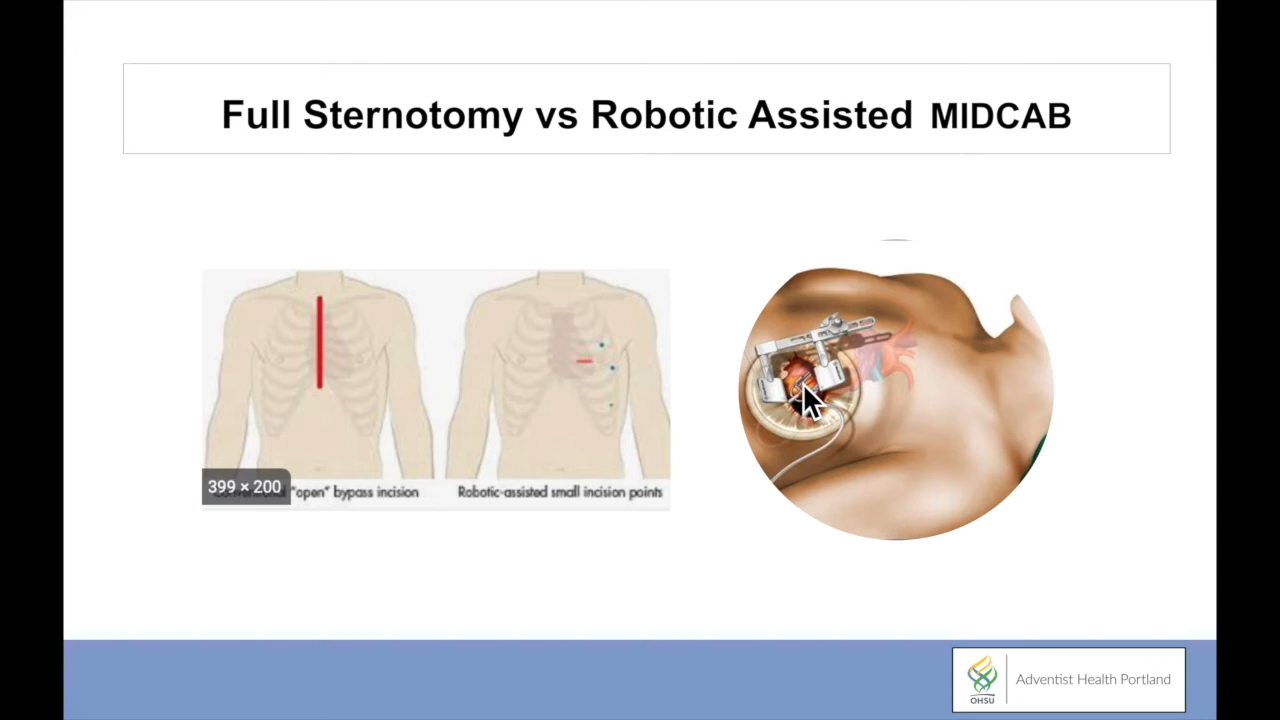 Full Sternotomy vs Robotic Assisted MIDCAB
399 × 200
"open" bypass incision
Robotic-assisted small incision points
OHSU
Adventist Health Portland